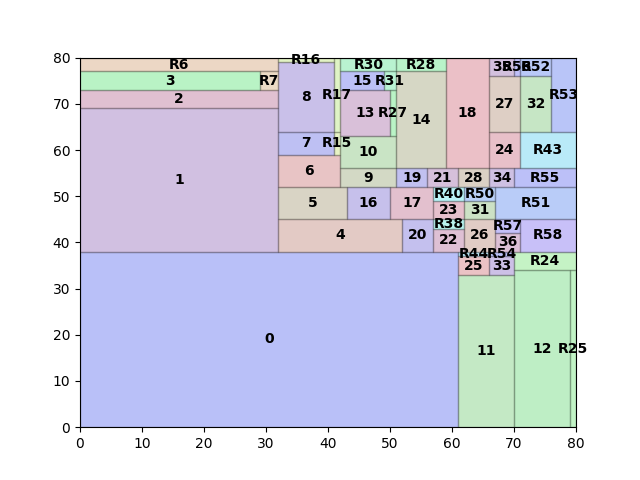 80 R6 R16 R30 R28 35 R56 R52
3 R7 15 R31
70 2 8 R17 13 R27 14 18 27 32 R53
60 7 R15 10 24 R43
1 6 9 19 21 28 34 R55
50 5 16 17 R40 23 R50 31 R51
40 4 20 R38 22 26 R57 36 R58
R44 25 R54 33 R24
30
20 0 11 12 R25
10
0
0 10 20 30 40 50 60 70 80